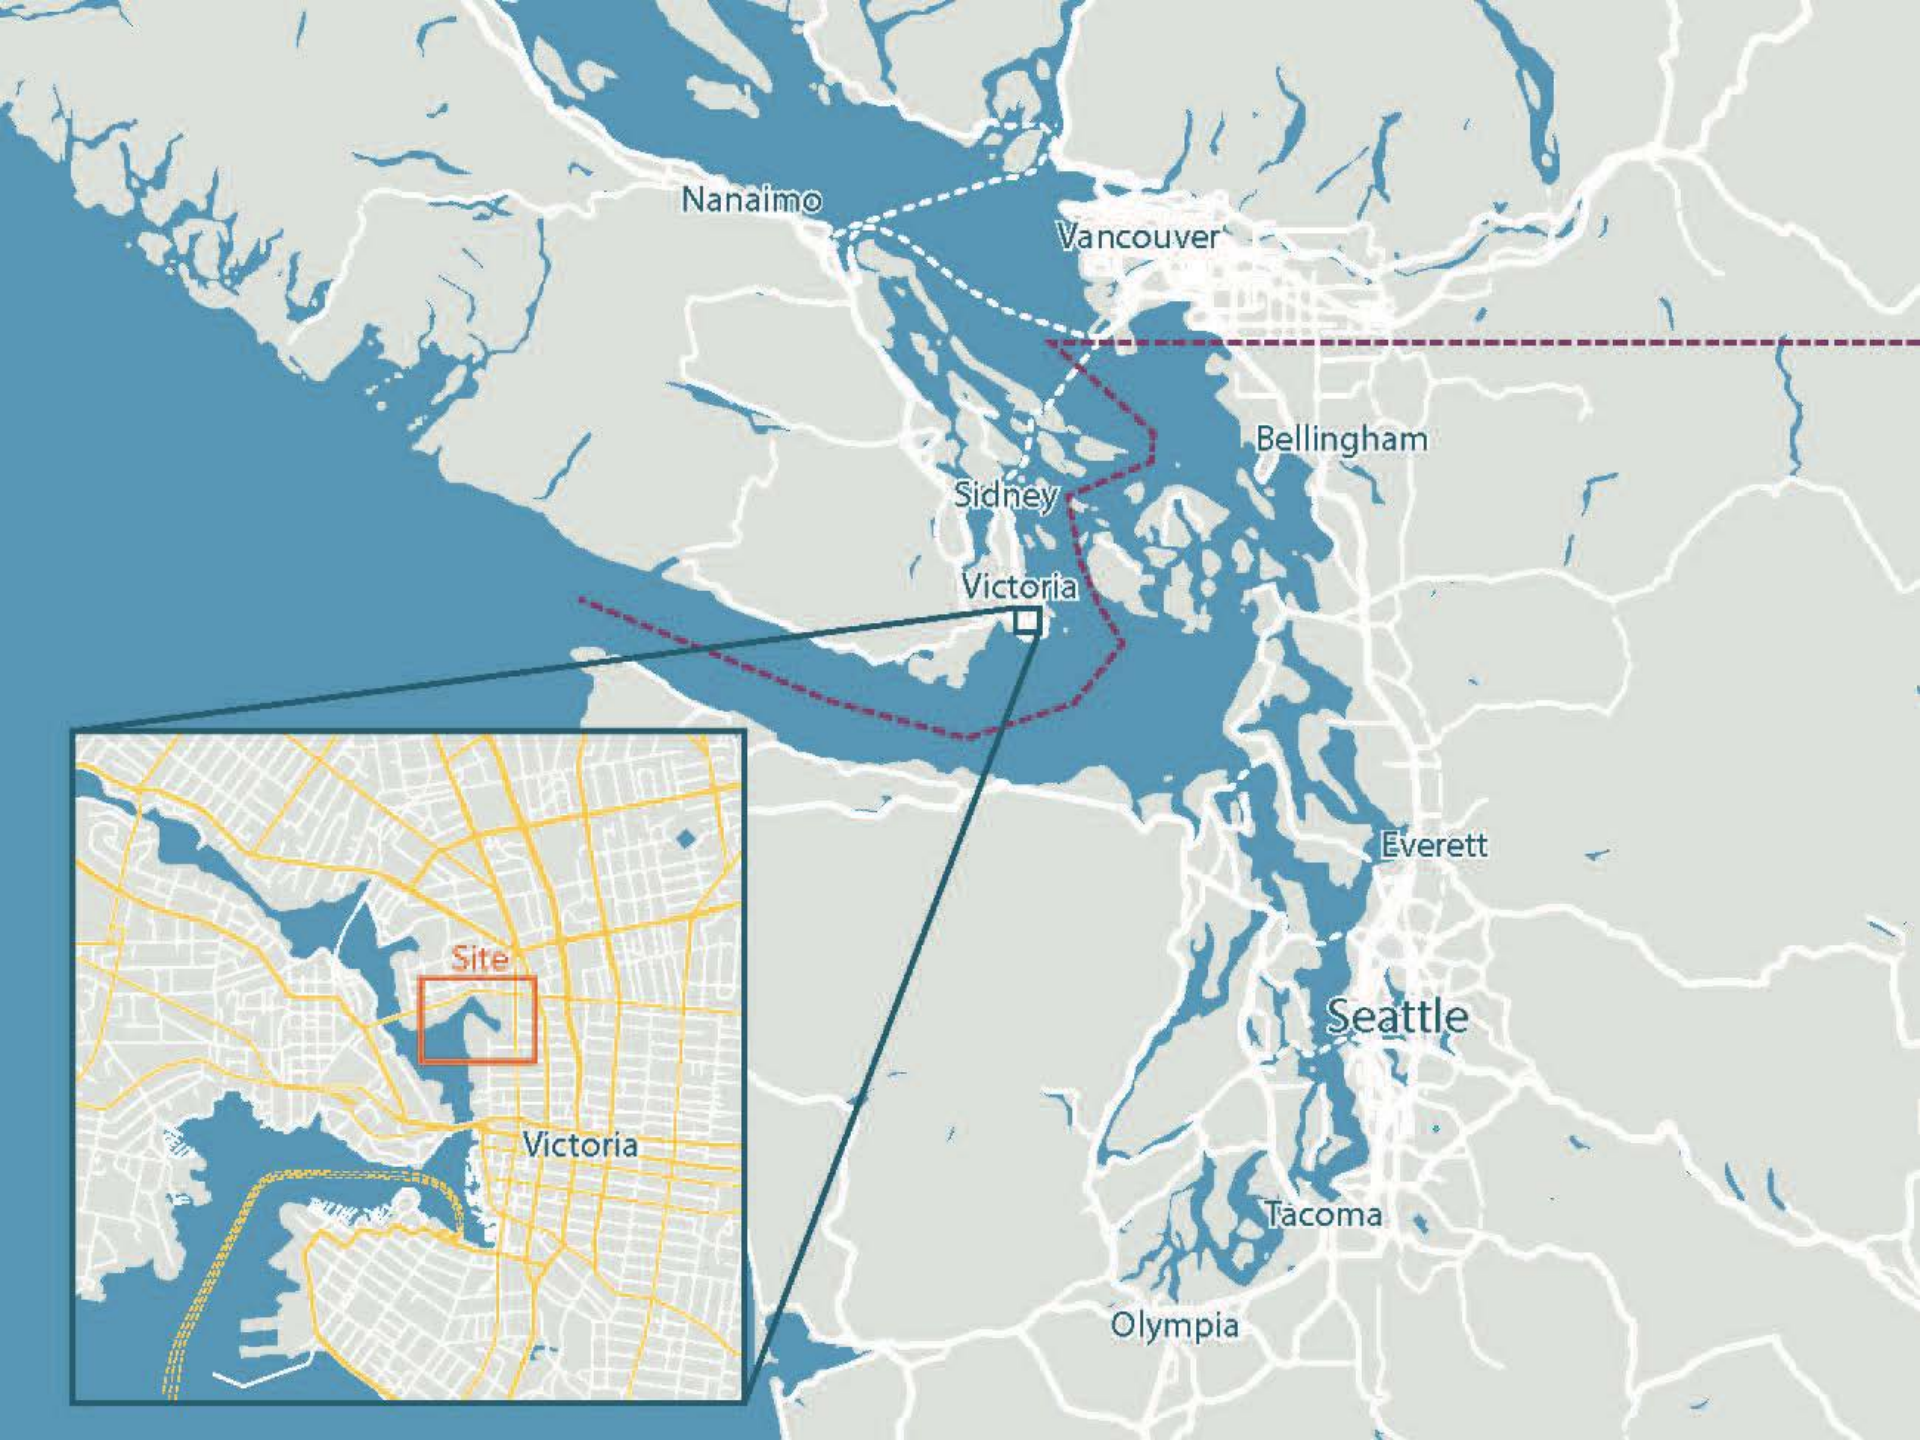 Nanaimo
Vancouver
Bellingham
Sidney
Victoria
Everett
Site
Seattle
Victoria
Tacoma
Olympia